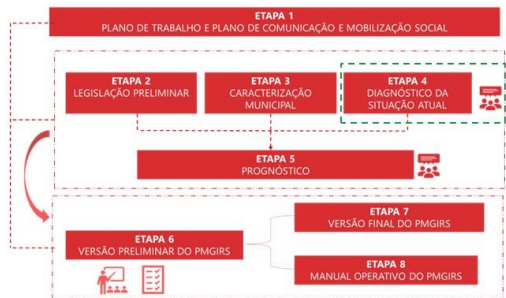 ETAPA 1
PLANO DE TRABALHO E PLANO DE COMUNICAÇÃO E MOBILIZAÇÃO SOCIAL
ETAPA 2
LEGISLAÇÃO PRELIMINAR
ETAPA 3
CARACTERIZAÇÃO
MUNICIPAL
ETAPA 4
DIAGNÓSTICO DA
SITUAÇÃO ATUAL
ETAPA 5
PROGNÓSTICO
ETAPA 6
VERSÃO PRELIMINAR DO PMGIRS
ETAPA 7
VERSÃO FINAL DO PMGIRS
ETAPA 8
MANUAL OPERATIVO DO PMGIRS